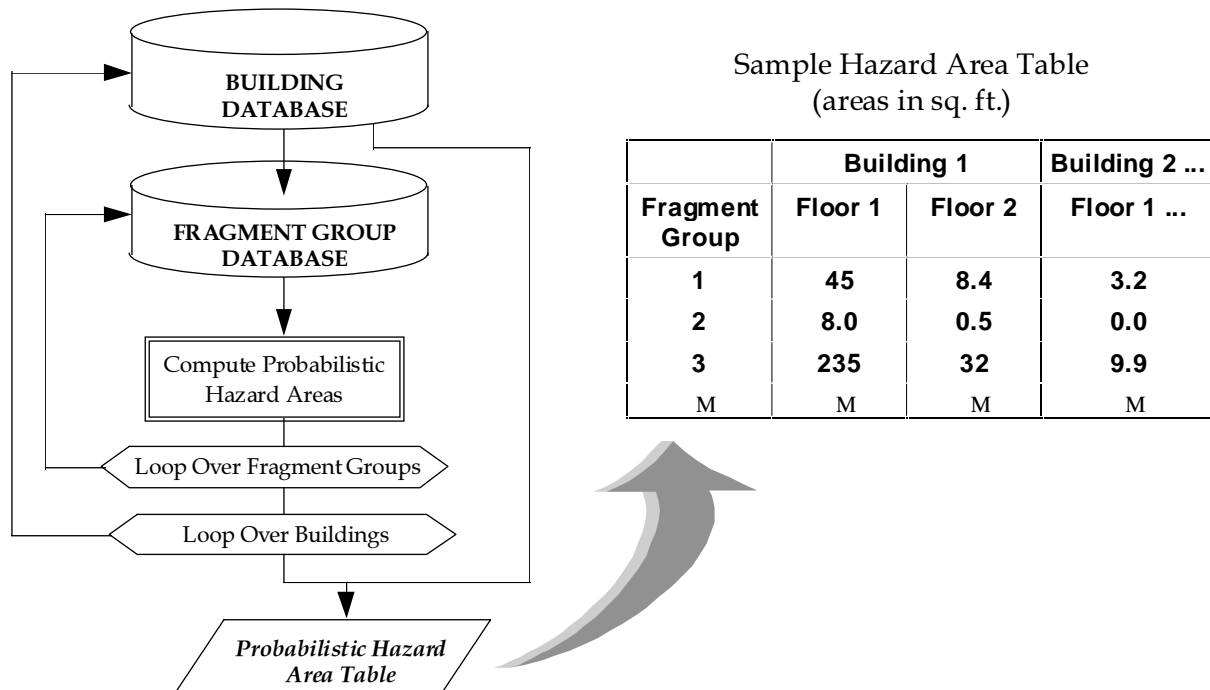 BUILDING
DATABASE
FRAGMENT GROUP
DATABASE
Compute Probabilistic
Hazard Areas
Loop Over Fragment Groups
Loop Over Buildings
Probabilistic Hazard
Area Table
Sample Hazard Area Table
(areas in sq. ft.)
Building 1 Building 2 ...
Fragment Floor 1 Floor 2 Floor 1 ...
Group
1 45 8.4 3.2
2 8.0 0.5 0.0
3 235 32 9.9
M M M M